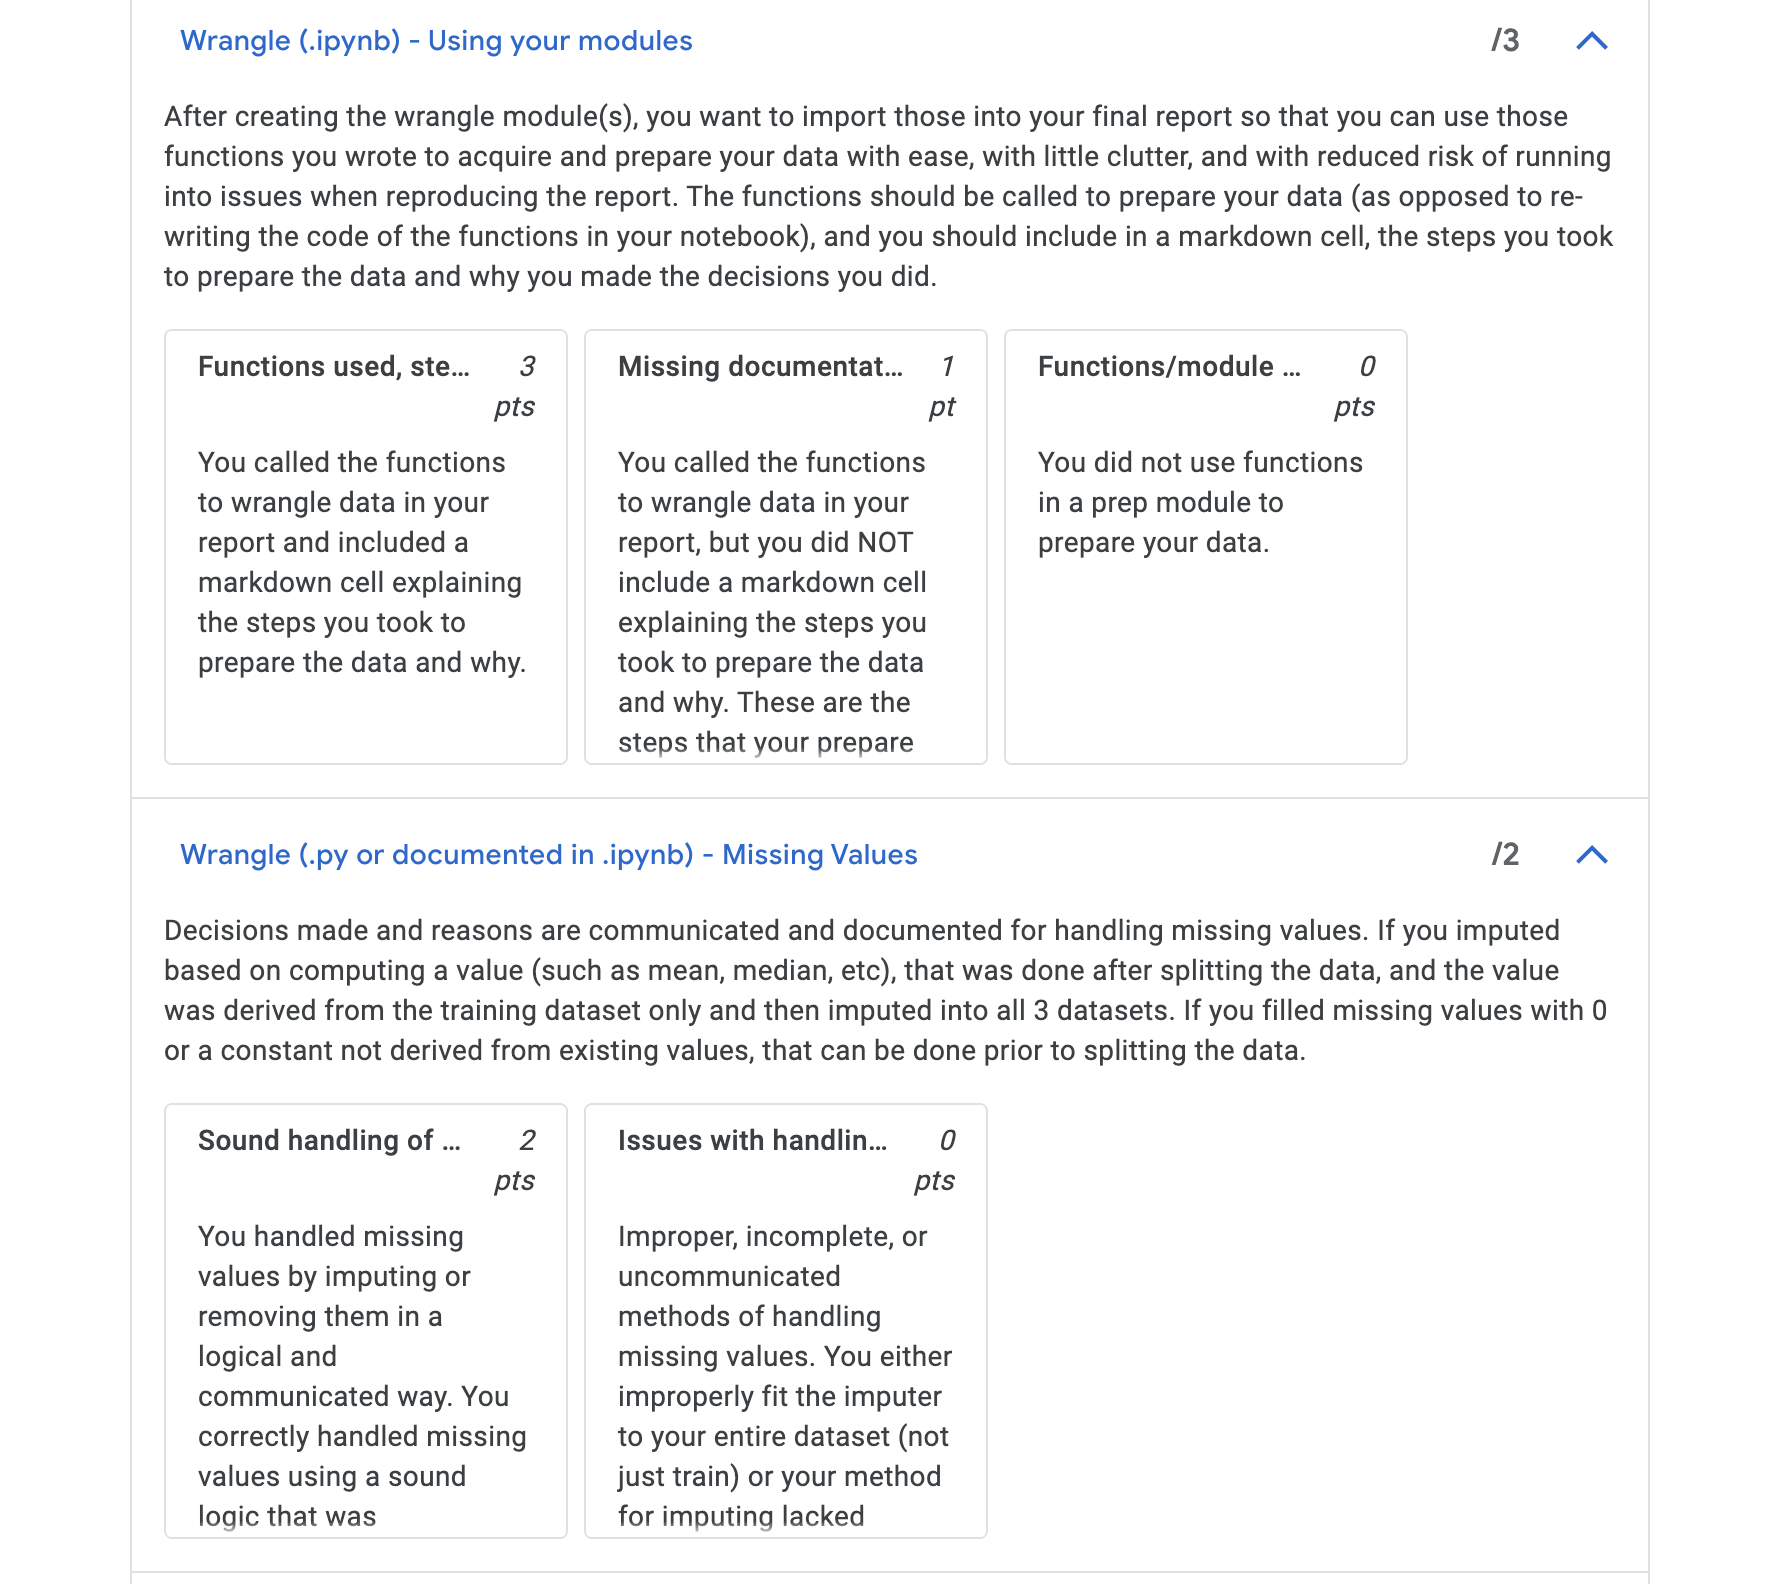 Wrangle (.ipynb) - Using your modules /3
After creating the wrangle module(s), you want to import those into your final report so that you can use those
functions you wrote to acquire and prepare your data with ease, with little clutter, and with reduced risk of running
into issues when reproducing the report. The functions should be called to prepare your data (as opposed to re-
writing the code of the functions in your notebook), and you should include in a markdown cell, the steps you took
to prepare the data and why you made the decisions you did.
Functions used, ste... 3
pts
You called the functions
to wrangle data in your
report and included a
markdown cell explaining
the steps you took to
prepare the data and why.
Missing documentat... 1
pt
You called the functions
to wrangle data in your
report, but you did NOT
include a markdown cell
explaining the steps you
took to prepare the data
and why. These are the
steps that your prepare
Functions/module ... 0
pts
You did not use functions
in a prep module to
prepare your data.
Wrangle (.py or documented in .ipynb) - Missing Values /2
Decisions made and reasons are communicated and documented for handling missing values. If you imputed
based on computing a value (such as mean, median, etc), that was done after splitting the data, and the value
was derived from the training dataset only and then imputed into all 3 datasets. If you filled missing values with 0
or a constant not derived from existing values, that can be done prior to splitting the data.
Sound handling of ... 2
pts
You handled missing
values by imputing or
removing them in a
logical and
communicated way. You
correctly handled missing
values using a sound
logic that was
Issues with handlin... 0
pts
Improper, incomplete, or
uncommunicated
methods of handling
missing values. You either
improperly fit the imputer
to your entire dataset (not
just train) or your method
for imputing lacked